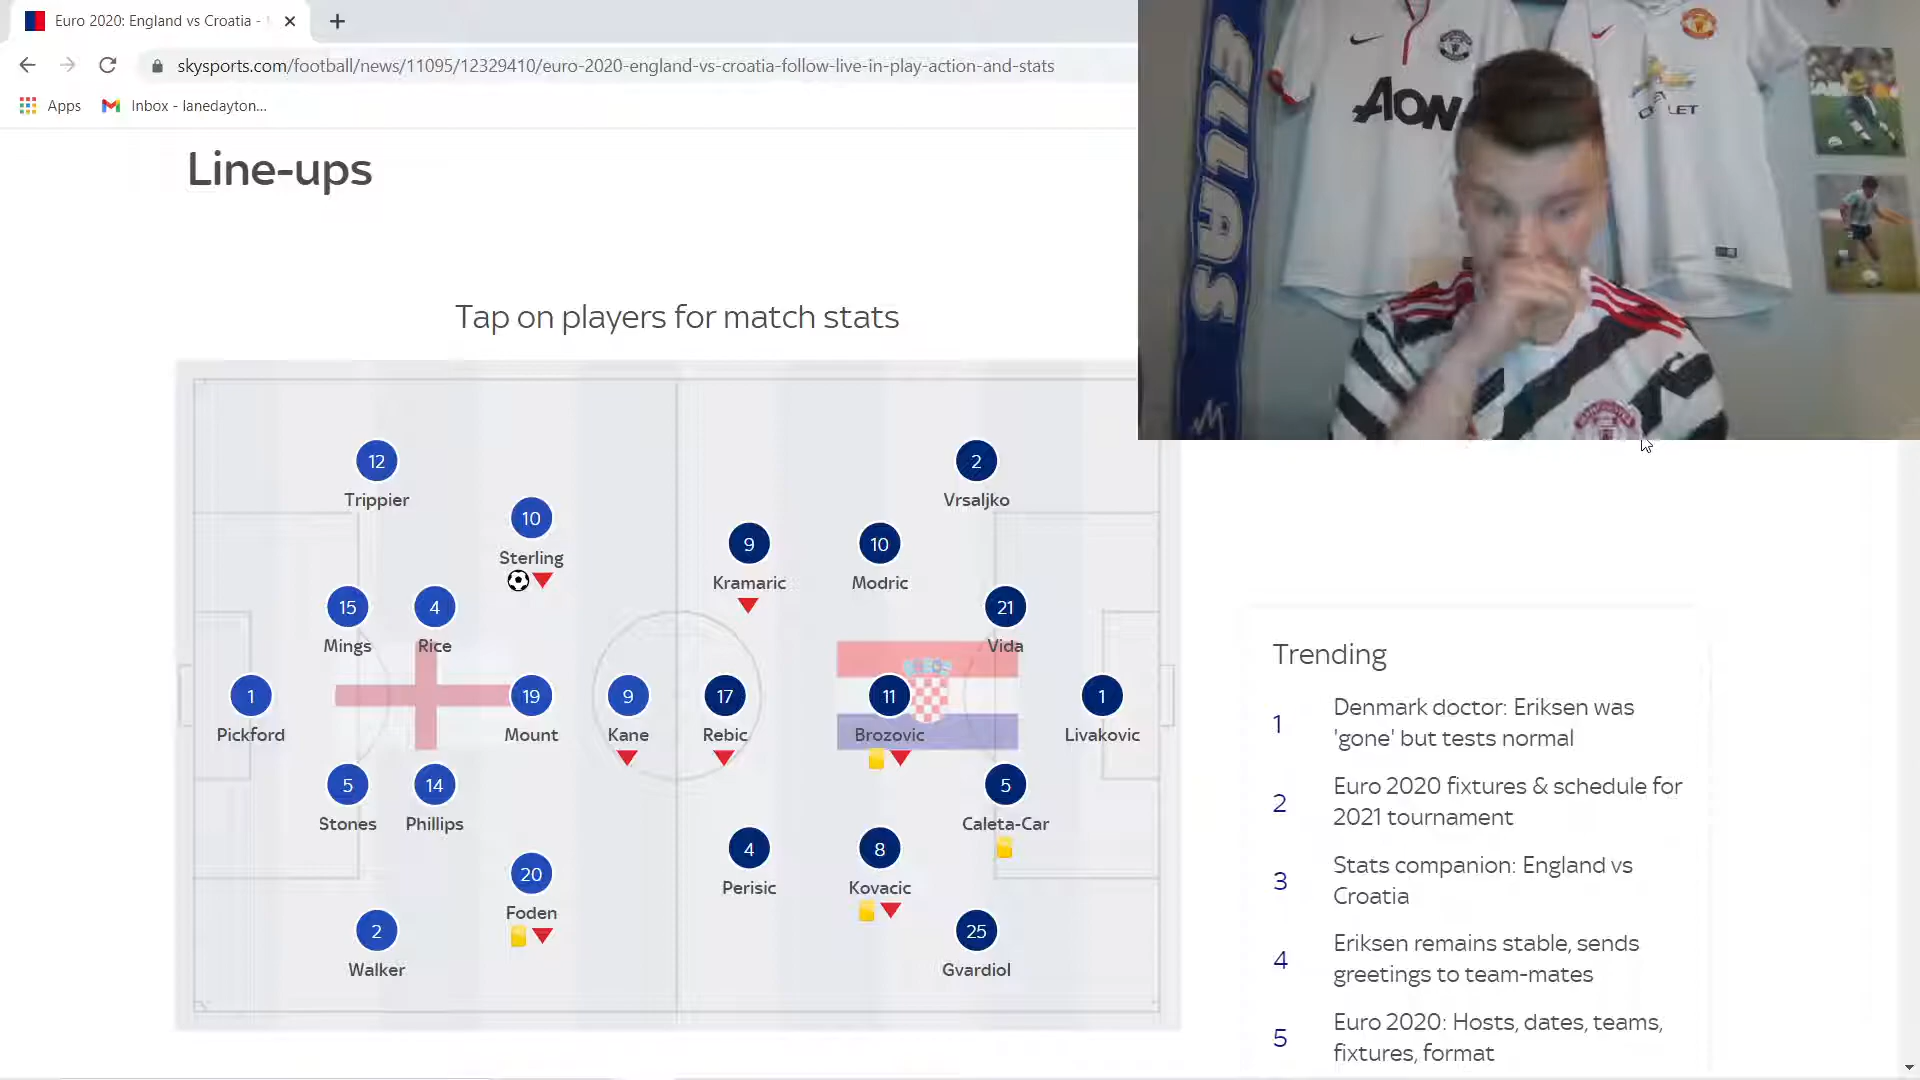 Euro 2020: England vs Croatia -
skysports.com/football/news/11095/12329410/euro-2020-england-vs-croatia-follow-live-in-play-action-and-stats
Apps
Inbox - lanedayton...
AON
Line-ups
Tap on players for match stats
12
Trippier
10
Sterling
15
Mings
4
Rice
1
Pickford
19
Mount
9
Kane
5
Stones
14
Phillips
20
Foden
2
Walker
2
Vrsaljko
9
Kramaric
10
Modric
21
Vida
17
Rebic
11
Brozovic
1
Livakovic
5
Caleta-Car
4
Perisic
8
Kovacic
25
Gvardiol
Trending
1
Denmark doctor: Eriksen was
'gone' but tests normal
2
Euro 2020 fixtures & schedule for
2021 tournament
3
Stats companion: England vs
Croatia
4
Eriksen remains stable, sends
greetings to team-mates
5
Euro 2020: Hosts, dates, teams,
fixtures, format